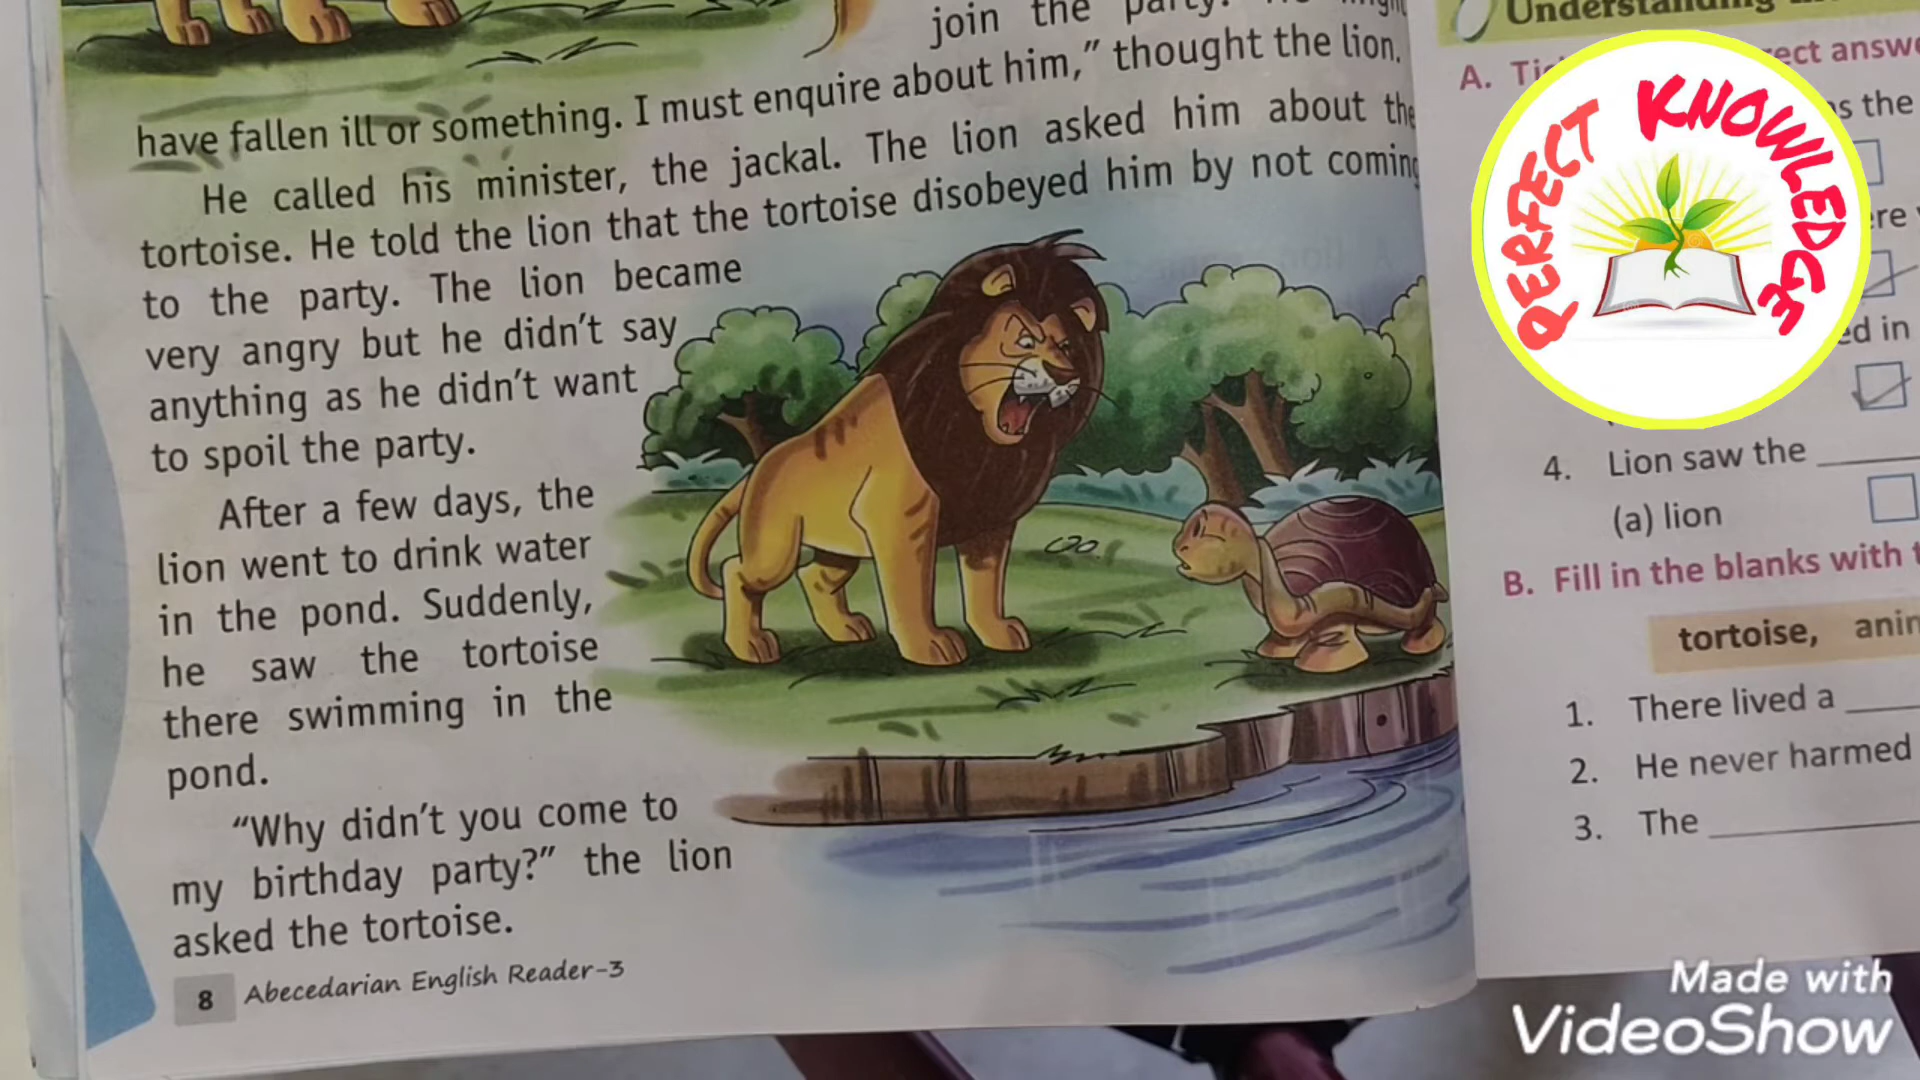 join the party.
have fallen ill or something. I must enquire about him,” thought the lion.
He called his minister, the jackal. The lion asked him about the
tortoise. He told the lion that the tortoise disobeyed him by not coming
to the party. The lion became
very angry but he didn’t say
anything as he didn’t want
to spoil the party.
After a few days, the
lion went to drink water
in the pond. Suddenly,
he saw the tortoise
there swimming in the
pond.
“Why didn’t you come to
my birthday party?” the lion
asked the tortoise.
8 Abecedarian English Reader-3
Understanding
A.
the
ed in
4. Lion saw the
(a) lion
B. Fill in the blanks with
tortoise,
1. There lived a
2. He never harmed
3. The
PERFECT KNOWLEDGE
Made with
VideoShow